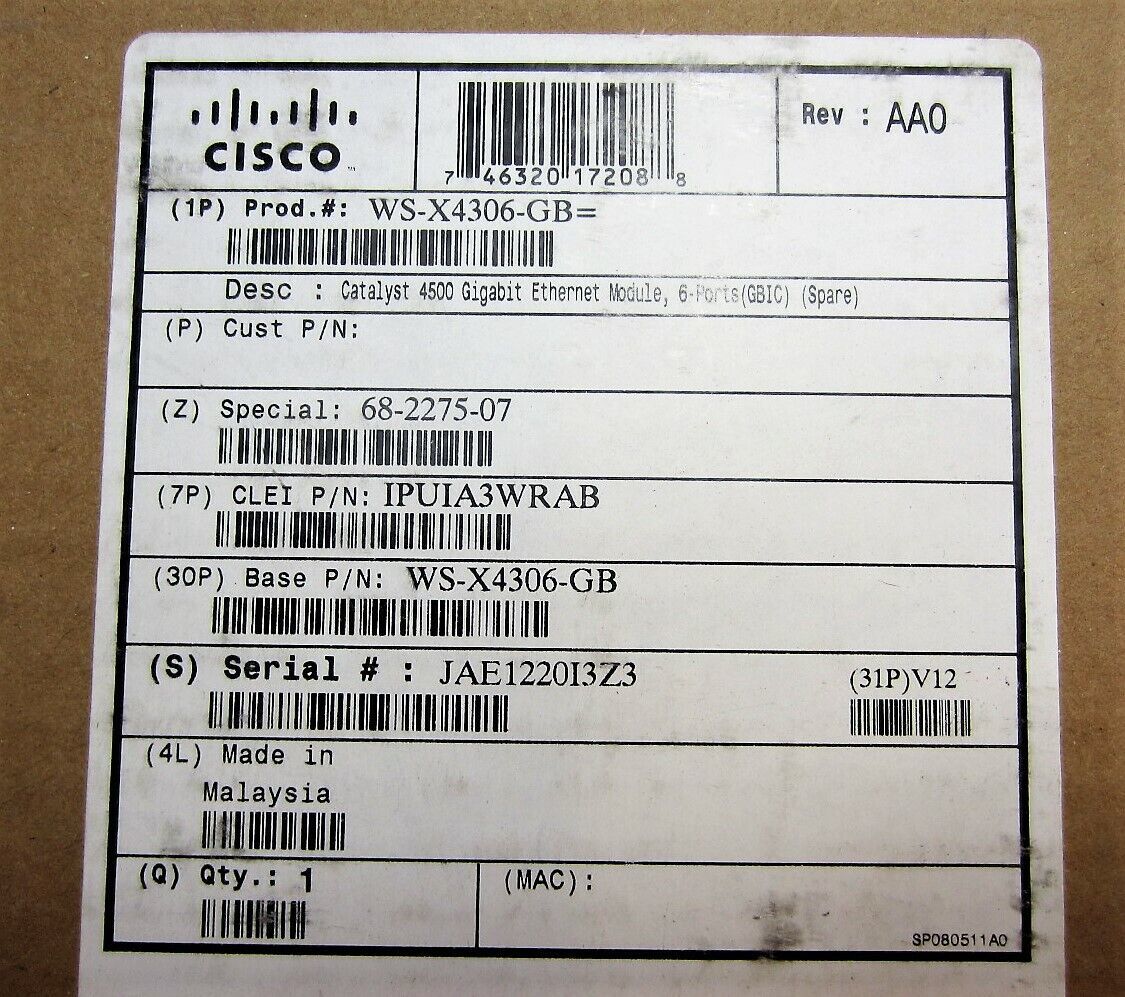 CISCO
7 46320 17208 8
Rev : AA0
(1P) Prod.#: WS-X4306-GB=
Desc : Catalyst 4500 Gigabit Ethernet Module, 6-Ports(GBIC) (Spare)
(P) Cust P/N:
(Z) Special: 68-2275-07
(7P) CLEI P/N: IPUIA3WRAB
(30P) Base P/N: WS-X4306-GB
(S) Serial # : JAE1220I3Z3
(31P)V12
(4L) Made in
Malaysia
(Q) Qty.: 1
(MAC):
SP080511A0